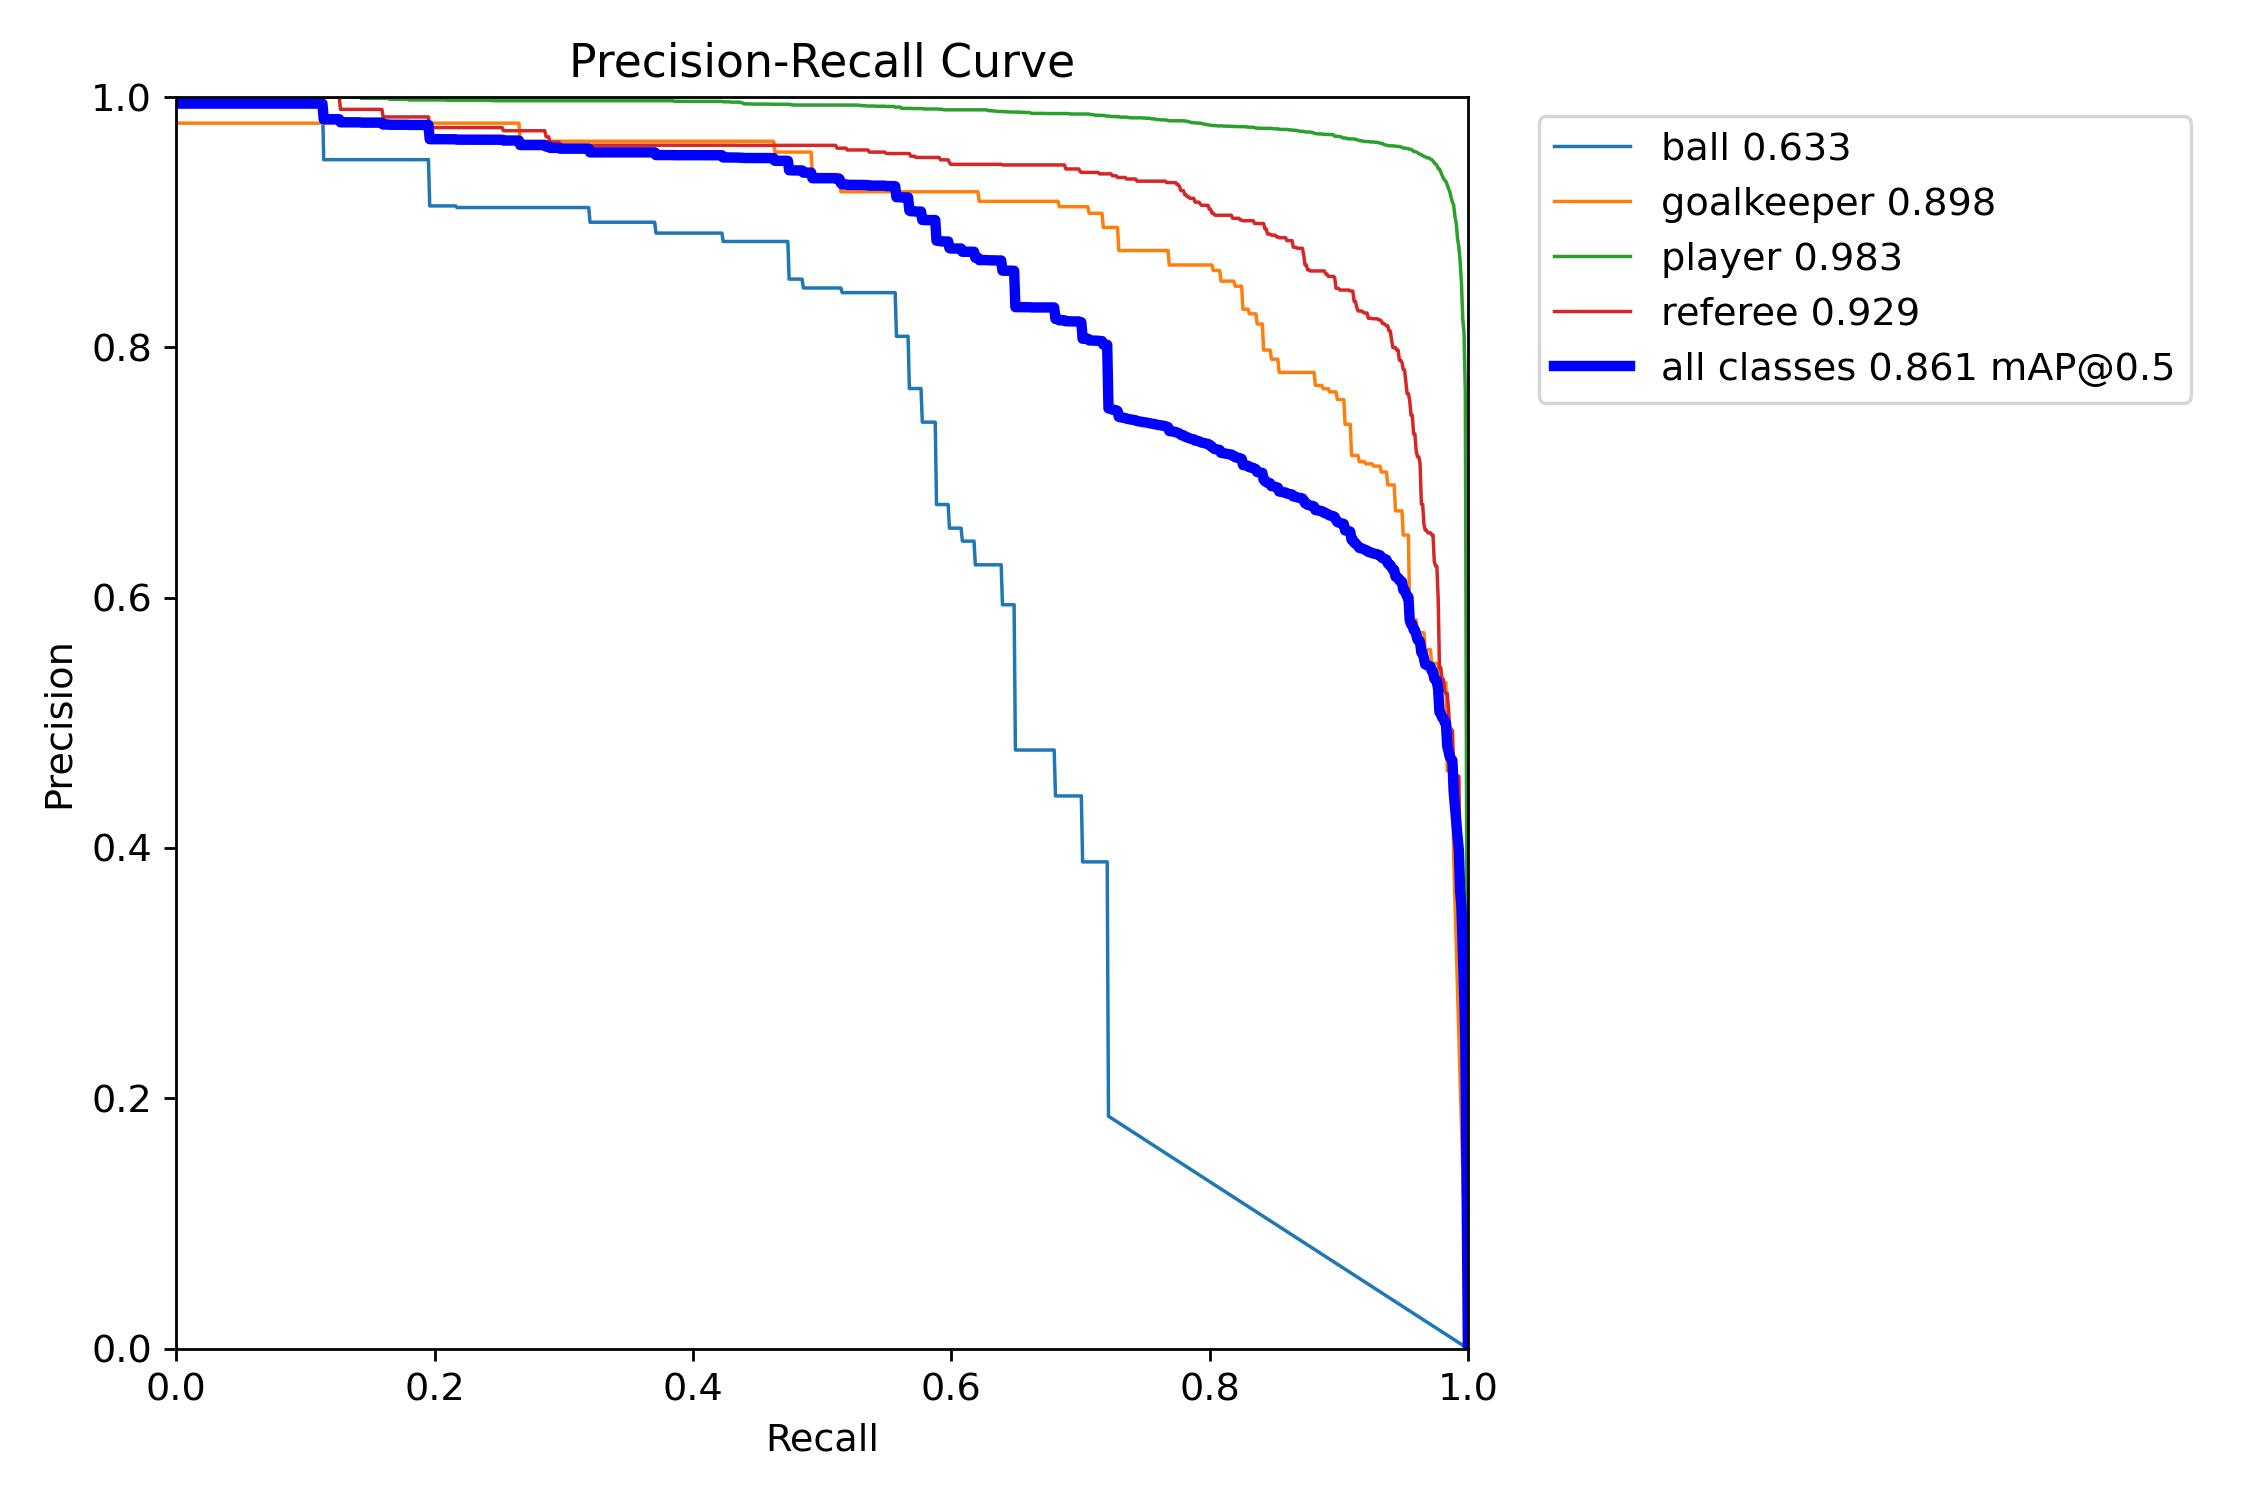 Precision-Recall Curve
1.0
0.8
0.6
0.4
0.2
0.0
Precision
0.0 0.2 0.4 0.6 0.8 1.0
Recall
ball 0.633
goalkeeper 0.898
player 0.983
referee 0.929
all classes 0.861 mAP@0.5